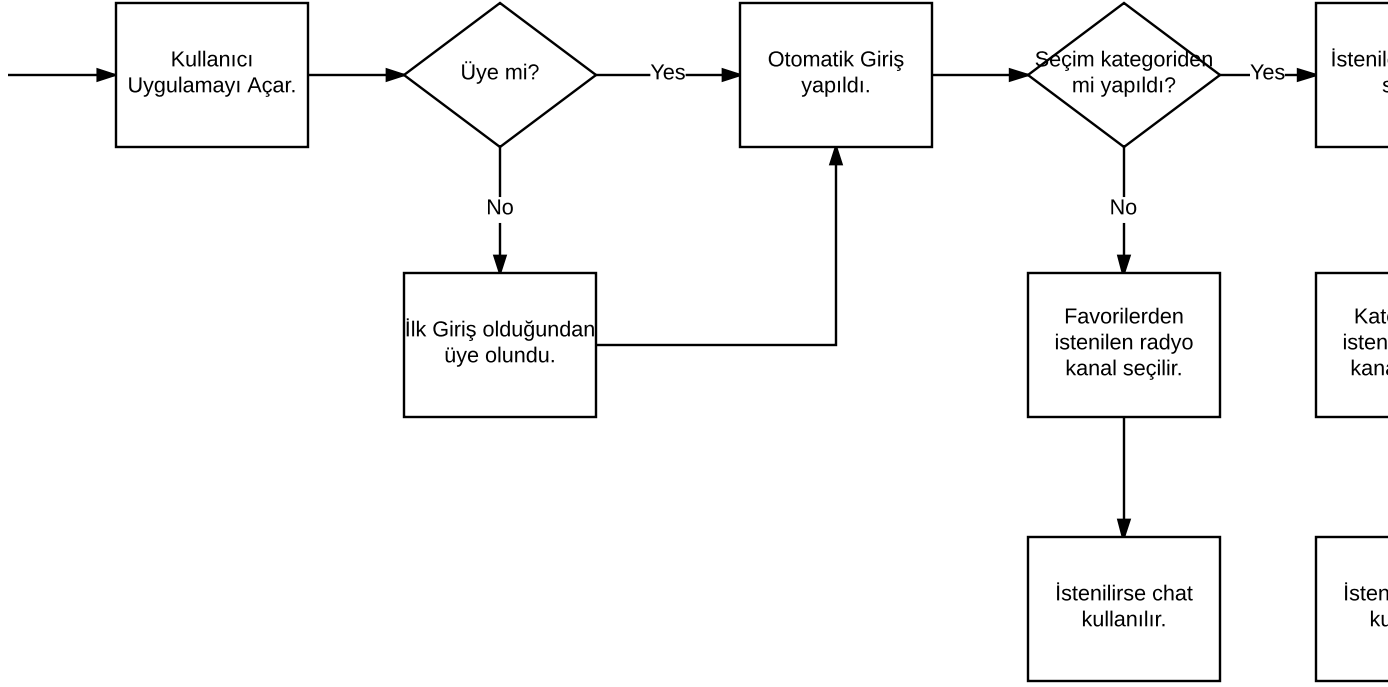 Kullanıcı
Uygulamayı Açar.
Üye mi?
Yes
Otomatik Giriş
yapıldı.
Seçim kategoriden
mi yapıldı?
Yes
No
No
İlk Giriş olduğundan
üye olundu.
Favorilerden
istenilen radyo
kanal seçilir.
İstenilirse chat
kullanılır.